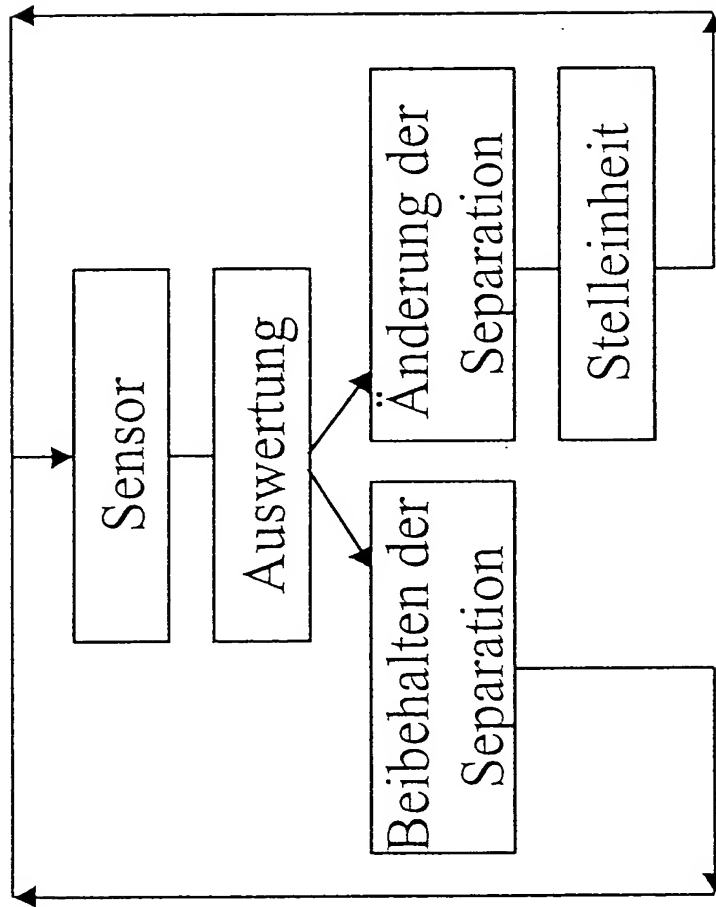 Sensor
Auswertung
Beibehalten der
Separation
Änderung der
Separation
Stelleinheit